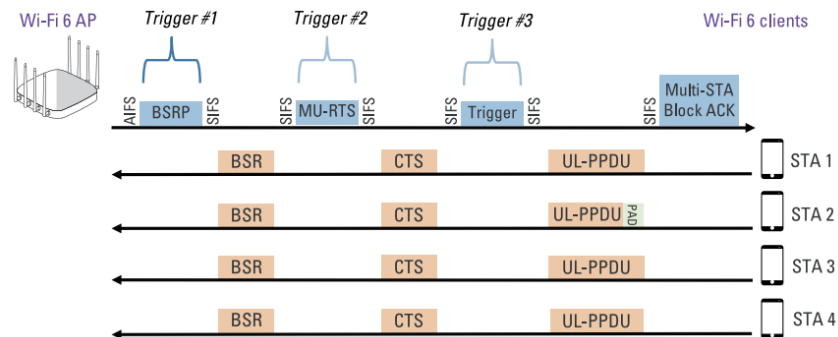 Wi-Fi 6 AP
Trigger #1
Trigger #2
Trigger #3
Wi-Fi 6 clients
AIFS
BSRP
SIFS
SIFS
MU-RTS
SIFS
SIFS
Trigger
SIFS
SIFS
Multi-STA
Block ACK
BSR
CTS
UL-PPDU
STA 1
BSR
CTS
UL-PPDU
PAD
STA 2
BSR
CTS
UL-PPDU
STA 3
BSR
CTS
UL-PPDU
STA 4